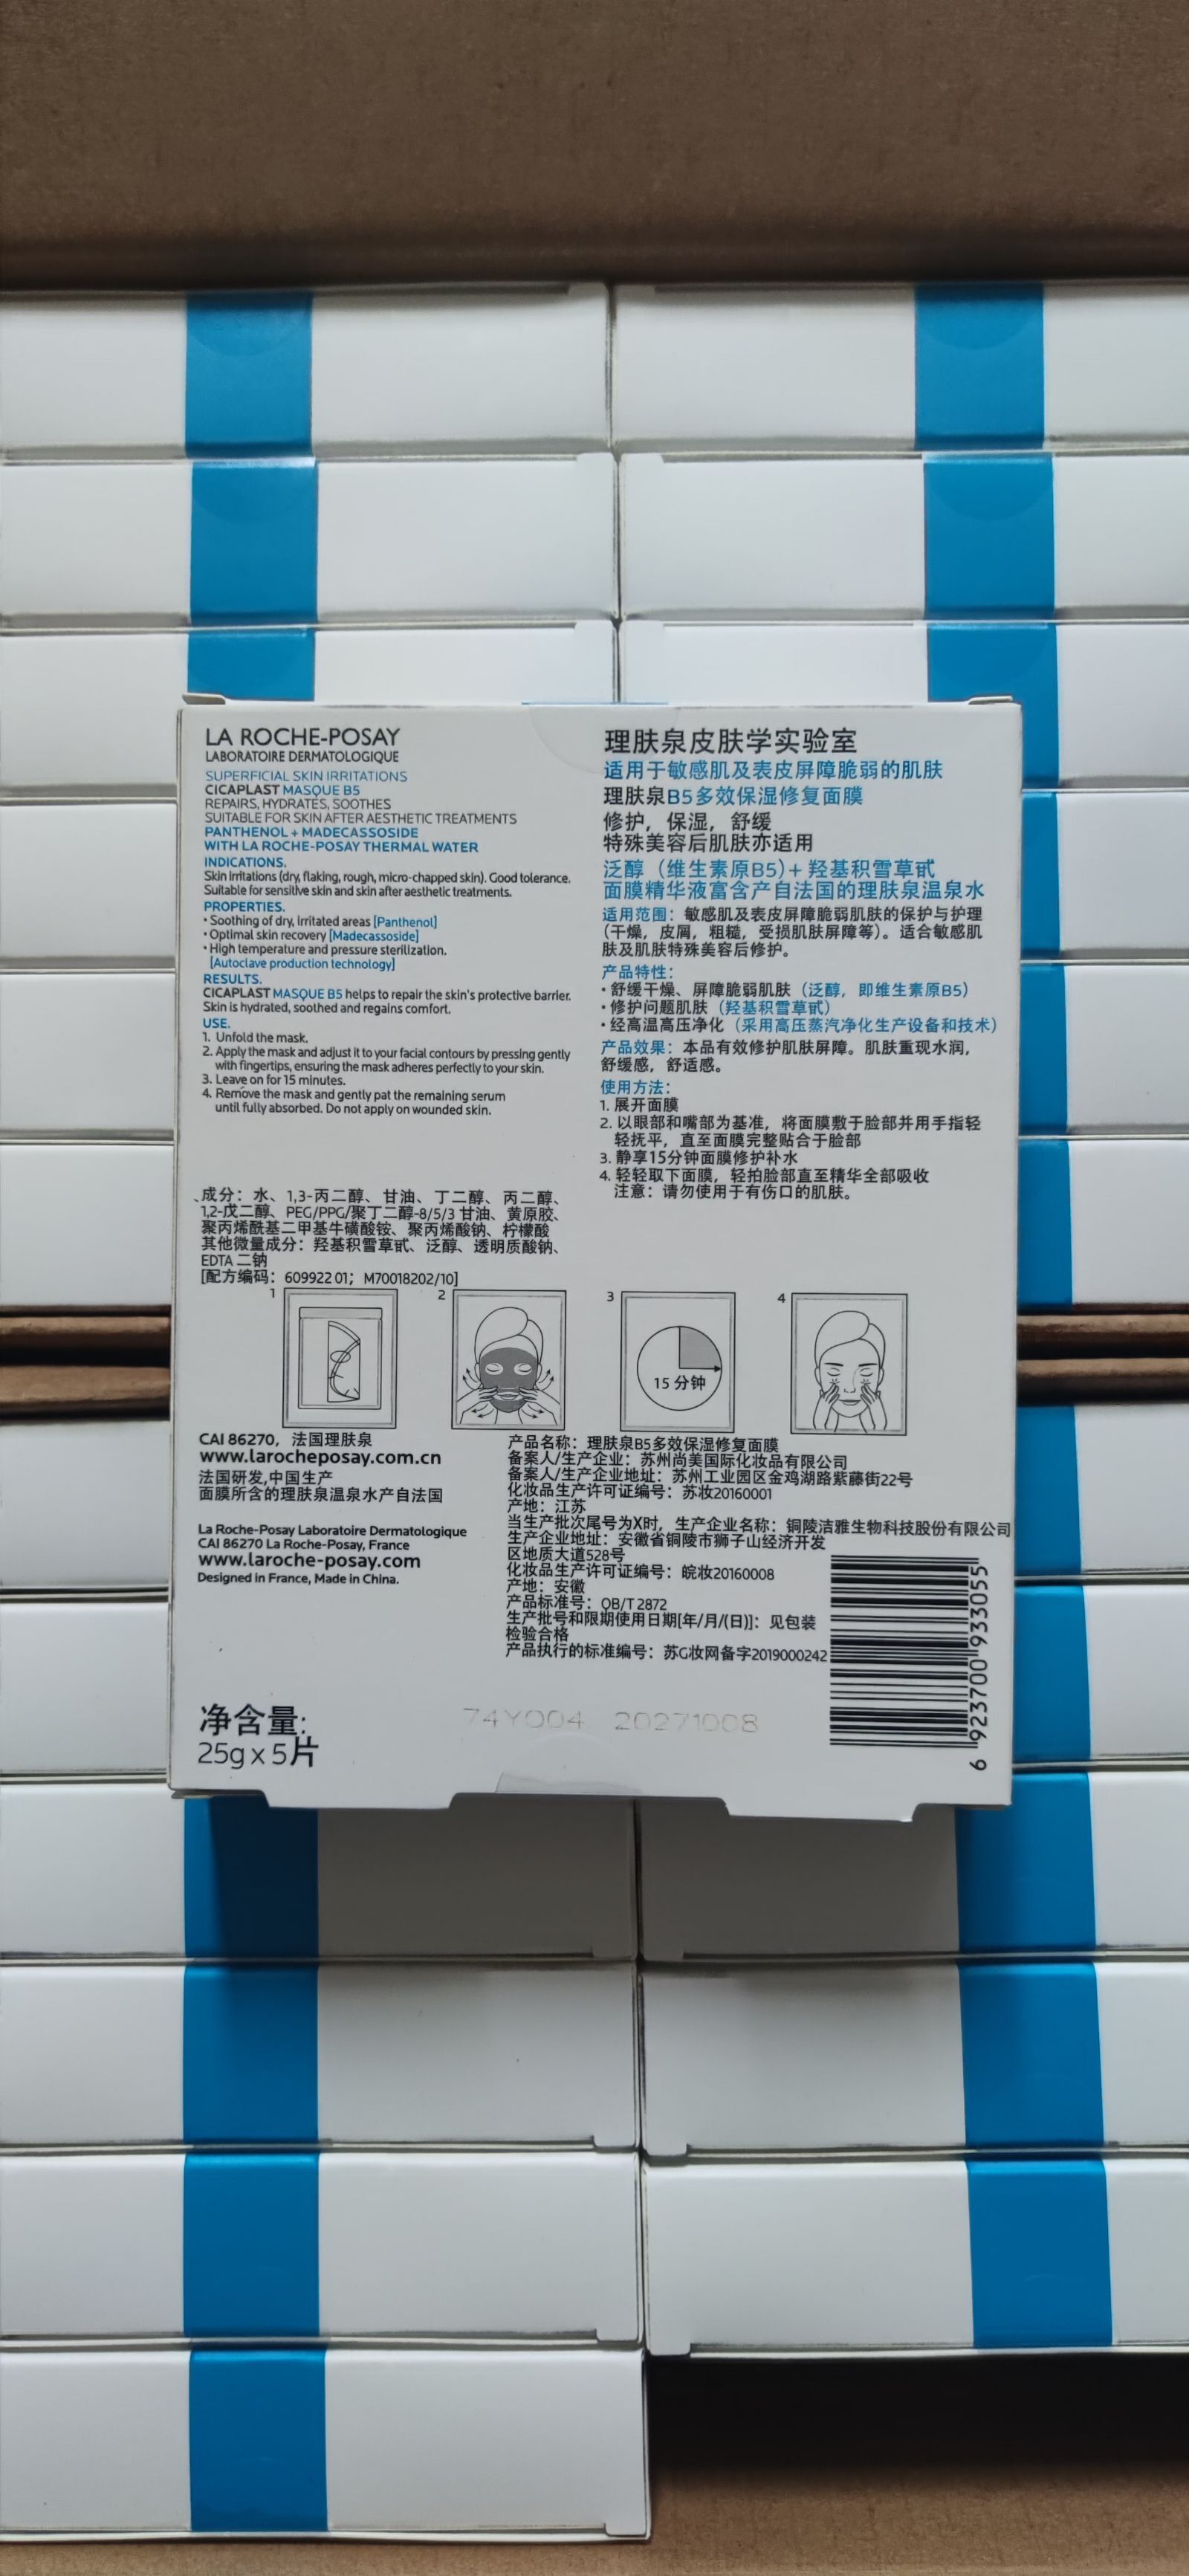 LA ROCHE-POSAY
LABORATOIRE DERMATOLOGIQUE
SUPERFICIAL SKIN IRRITATIONS
CICAPLAST MASQUE B5
REPAIRS, HYDRATES, SOOTHES
SUITABLE FOR SKIN AFTER AESTHETIC TREATMENTS
PANTHENOL + MADECASSOSIDE
WITH LA ROCHE-POSAY THERMAL WATER
INDICATIONS.
Skin irritations (dry, flaking, rough, micro-chapped skin). Good tolerance.
Suitable for sensitive skin and skin after aesthetic treatments.
PROPERTIES.
• Soothing of dry, irritated areas [Panthenol]
• Optimal skin recovery [Madecassoside]
• High temperature and pressure sterilization.
[Autoclave production technology]
RESULTS.
CICAPLAST MASQUE B5 helps to repair the skin's protective barrier.
Skin is hydrated, soothed and regains comfort.
USE.
1. Unfold the mask.
2. Apply the mask and adjust it to your facial contours by pressing gently
with fingertips, ensuring the mask adheres perfectly to your skin.
3. Leave on for 15 minutes.
4. Remove the mask and gently pat the remaining serum
until fully absorbed. Do not apply on wounded skin.
理肤泉皮肤学实验室
适用于敏感肌及表皮屏障脆弱的肌肤
理肤泉B5多效保湿修复面膜
修护，保湿，舒缓
特殊美容后肌肤亦适用
泛醇（维生素原B5）+ 羟基积雪草甙
面膜精华液富含产自法国的理肤泉温泉水
适用范围：敏感肌及表皮屏障脆弱肌肤的保护与护理
(干燥，皮屑，粗糙，受损肌肤屏障等)。适合敏感肌
肤及肌肤特殊美容后修护。
产品特性：
• 舒缓干燥、屏障脆弱肌肤（泛醇，即维生素原B5）
• 修护问题肌肤（羟基积雪草甙）
• 经高温高压净化（采用高压蒸汽净化生产设备和技术）
产品效果：本品有效修护肌肤屏障。肌肤重现水润，
舒缓感，舒适感。
使用方法：
1. 展开面膜
2. 以眼部和嘴部为基准，将面膜敷于脸部并用手指轻
轻抚平，直至面膜完整贴合于脸部
3. 静享15分钟面膜修护补水
4. 轻轻取下面膜，轻拍脸部直至精华全部吸收
注意：请勿使用于有伤口的肌肤。
成分：水、1,3-丙二醇、甘油、丁二醇、丙二醇、
1,2-戊二醇、PEG/PPG/聚丁二醇-8/5/3 甘油、黄原胶、
聚丙烯酰基二甲基牛磺酸铵、聚丙烯酸钠、柠檬酸
其他微量成分：羟基积雪草甙、泛醇、透明质酸钠、
EDTA 二钠
[配方编码：609922 01；M70018202/10]
1 2 3 4
15 分钟
CAI 86270，法国理肤泉
www.larocheposay.com.cn
法国研发,中国生产
面膜所含的理肤泉温泉水产自法国
La Roche-Posay Laboratoire Dermatologique
CAI 86270 La Roche-Posay, France
www.laroche-posay.com
Designed in France, Made in China.
产品名称：理肤泉B5多效保湿修复面膜
备案人/生产企业：苏州尚美国际化妆品有限公司
备案人/生产企业地址：苏州工业园区金鸡湖路紫藤街22号
化妆品生产许可证编号：苏妆20160001
产地：江苏
当生产批次尾号为X时，生产企业名称：铜陵洁雅生物科技股份有限公司
生产企业地址：安徽省铜陵市狮子山经济开发
区地质大道528号
化妆品生产许可证编号：皖妆20160008
产地：安徽
产品标准号：QB/T 2872
生产批号和限期使用日期[年/月/(日)]：见包装
检验合格
产品执行的标准编号：苏G妆网备字2019000242
净含量:
25g x 5片
74Y004 20271008
6 923700 933055